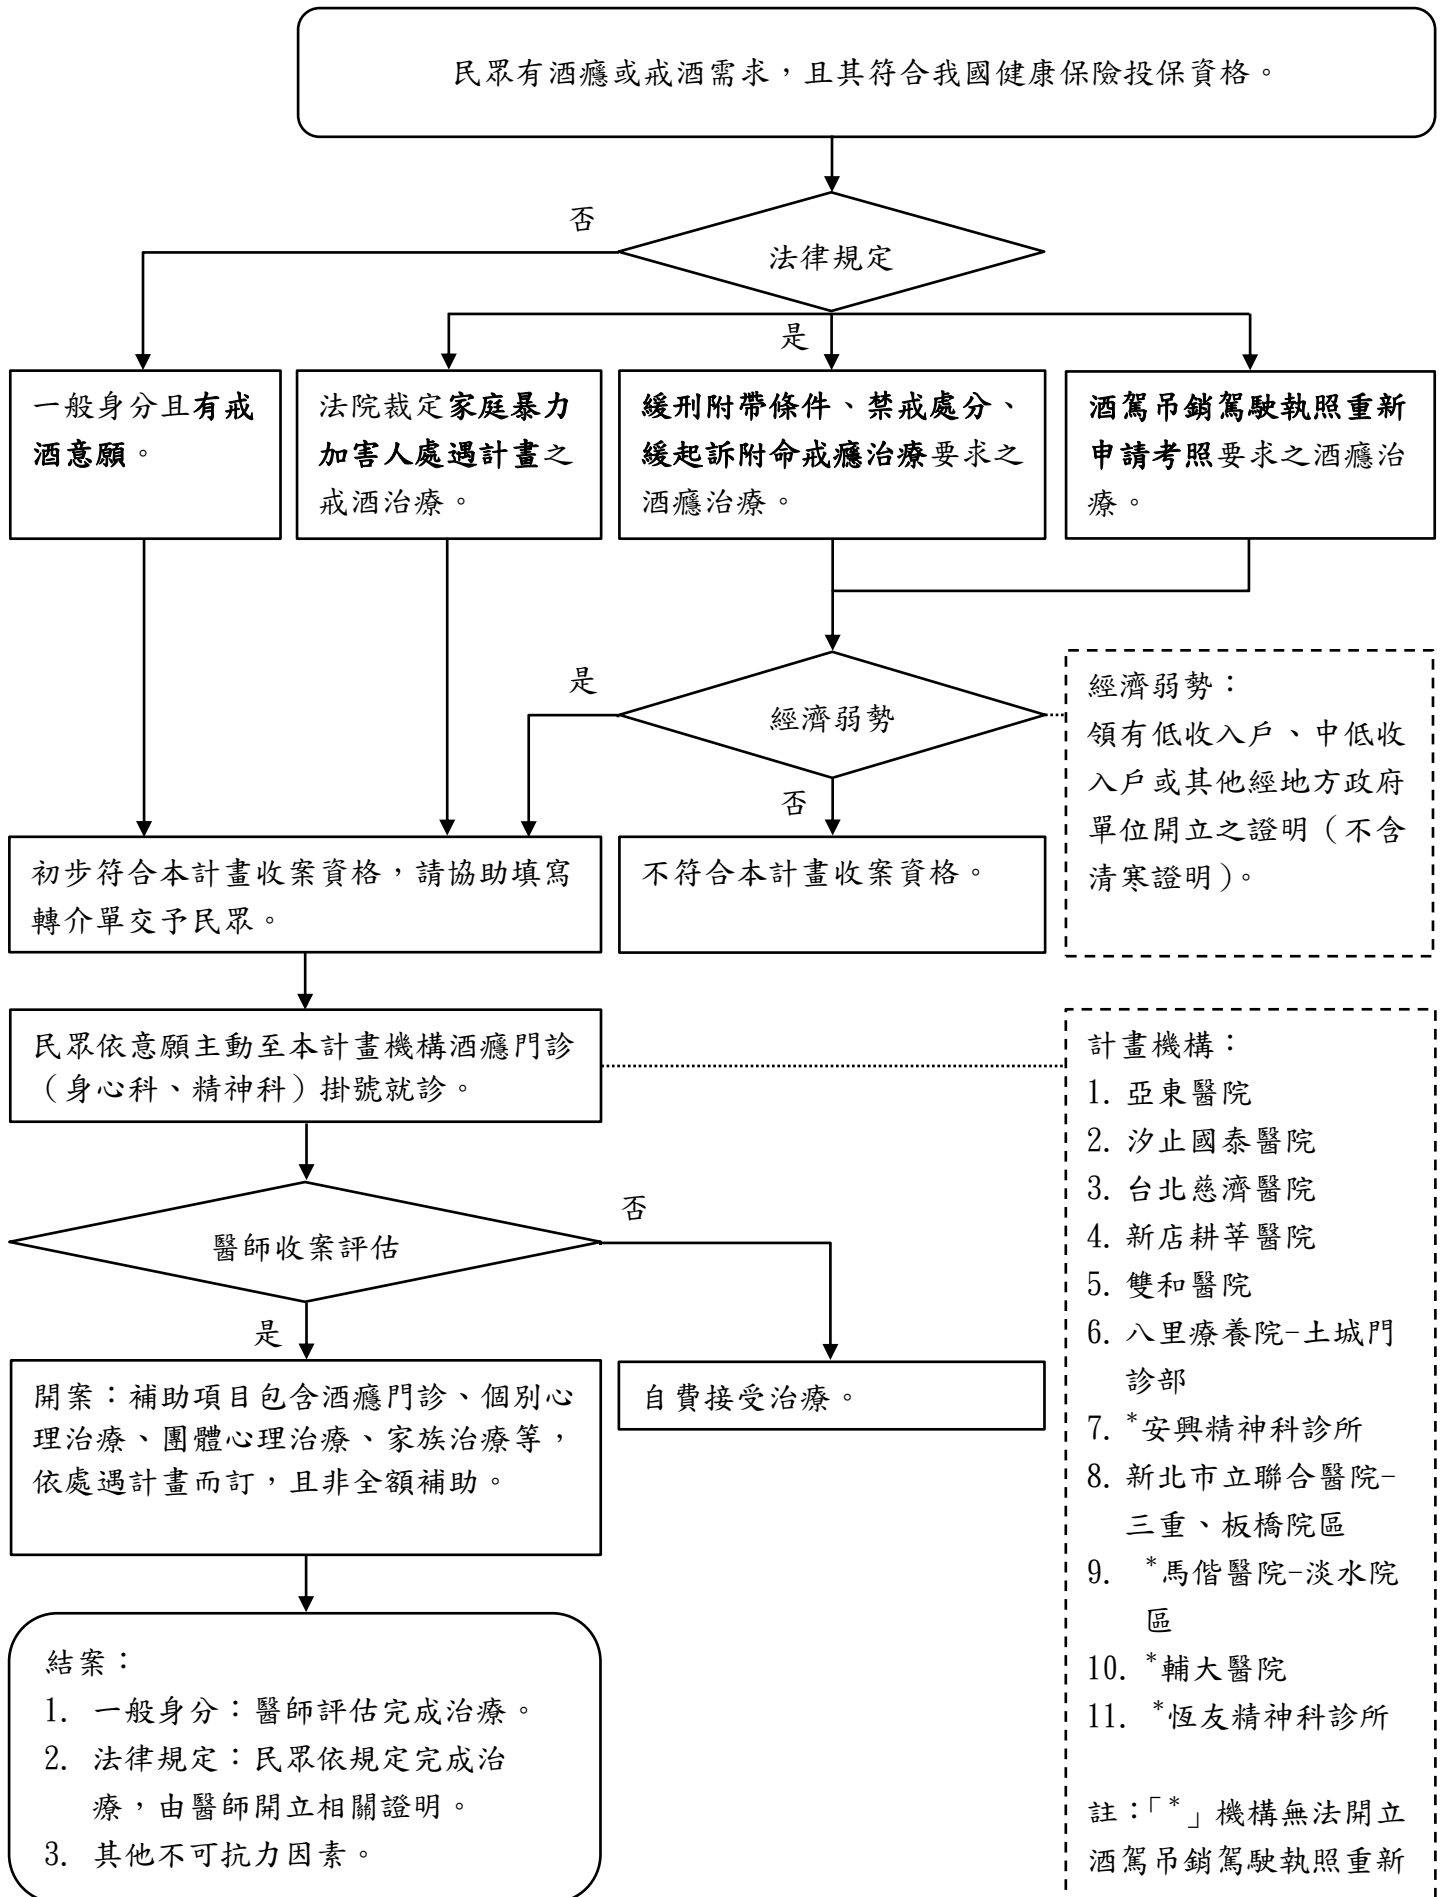 民眾有酒癮或戒酒需求，且其符合我國健康保險投保資格。
否
法律規定
是
一般身分且有戒
酒意願。
法院裁定家庭暴力
加害人處遇計畫之
戒酒治療。
緩刑附帶條件、禁戒處分、
緩起訴附命戒癮治療要求之
酒癮治療。
酒駕吊銷駕駛執照重新
申請考照要求之酒癮治
療。
是
經濟弱勢
否
經濟弱勢：
領有低收入戶、中低收
入戶或其他經地方政府
單位開立之證明（不含
清寒證明）。
初步符合本計畫收案資格，請協助填寫
轉介單交予民眾。
不符合本計畫收案資格。
民眾依意願主動至本計畫機構酒癮門診
（身心科、精神科）掛號就診。
計畫機構：
1. 亞東醫院
2. 汐止國泰醫院
3. 台北慈濟醫院
4. 新店耕莘醫院
5. 雙和醫院
6. 八里療養院-土城門
診部
7. *安興精神科診所
8. 新北市立聯合醫院-
三重、板橋院區
9. *馬偕醫院-淡水院
區
10. *輔大醫院
11. *恆友精神科診所
註：「*」機構無法開立
酒駕吊銷駕駛執照重新
醫師收案評估
否
是
開案：補助項目包含酒癮門診、個別心
理治療、團體心理治療、家族治療等，
依處遇計畫而訂，且非全額補助。
自費接受治療。
結案：
1. 一般身分：醫師評估完成治療。
2. 法律規定：民眾依規定完成治
療，由醫師開立相關證明。
3. 其他不可抗力因素。